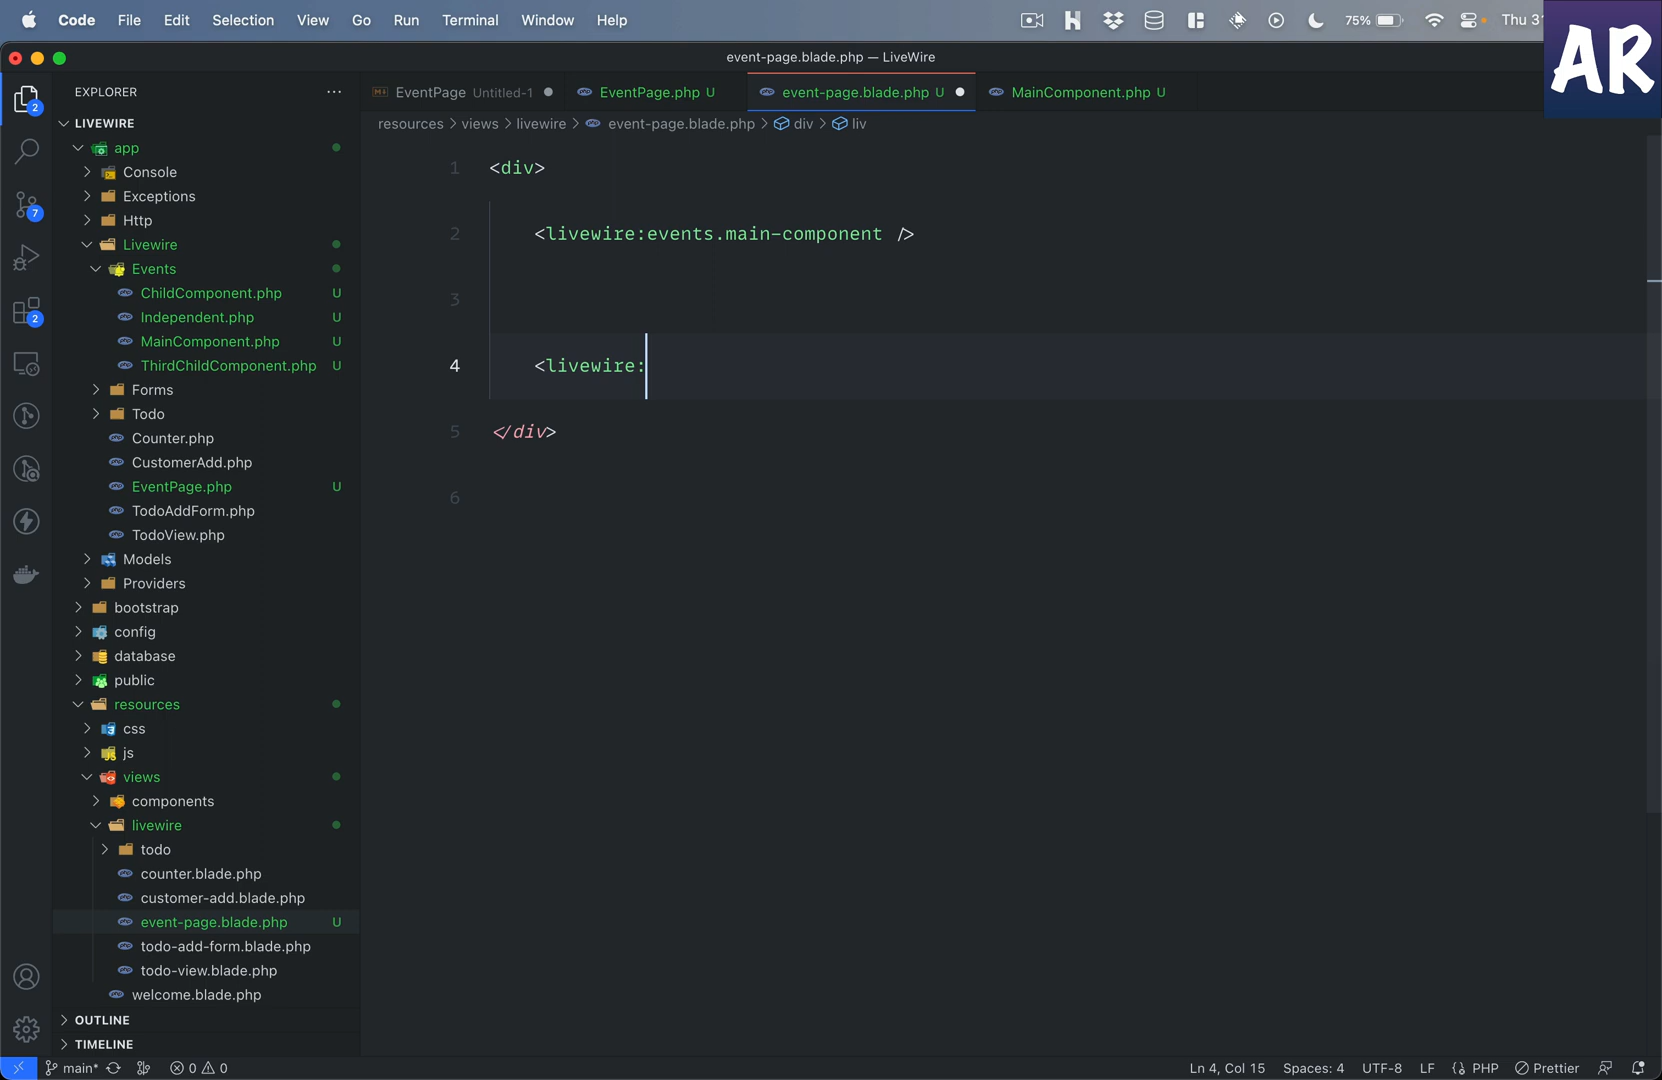 Code File Edit Selection View Go Run Terminal Window Help 75% Thu 31
AR
event-page.blade.php — LiveWire
EXPLORER
EventPage Untitled-1 EventPage.php U event-page.blade.php U MainComponent.php U
resources > views > livewire > event-page.blade.php > div > liv
LIVEWIRE
app
Console
Exceptions
Http
Livewire
Events
ChildComponent.php U
Independent.php U
MainComponent.php U
ThirdChildComponent.php U
Forms
Todo
Counter.php
CustomerAdd.php
EventPage.php U
TodoAddForm.php
TodoView.php
Models
Providers
bootstrap
config
database
public
resources
css
js
views
components
livewire
todo
counter.blade.php
customer-add.blade.php
event-page.blade.php U
todo-add-form.blade.php
todo-view.blade.php
welcome.blade.php
OUTLINE
TIMELINE
2
7
2
1 <div>
2 <livewire:events.main-component />
3
4 <livewire:
5 </div>
6
main* 0 0 Ln 4, Col 15 Spaces: 4 UTF-8 LF PHP Prettier